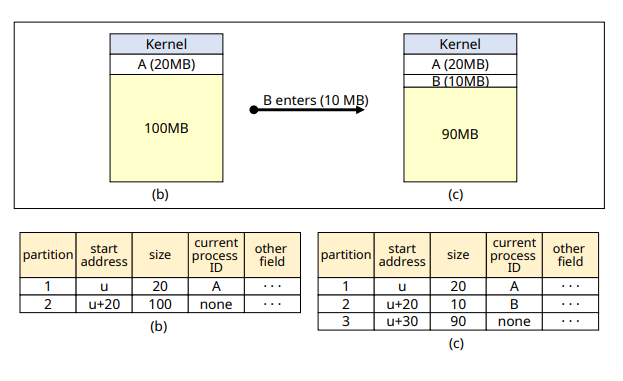 Kernel
A (20MB)
100MB
(b)
B enters (10 MB)
Kernel
A (20MB)
B (10MB)
90MB
(c)
partition start address size current process ID other field
1 u 20 A ···
2 u+20 100 none ···
(b)
partition start address size current process ID other field
1 u 20 A ···
2 u+20 10 B ···
3 u+30 90 none ···
(c)